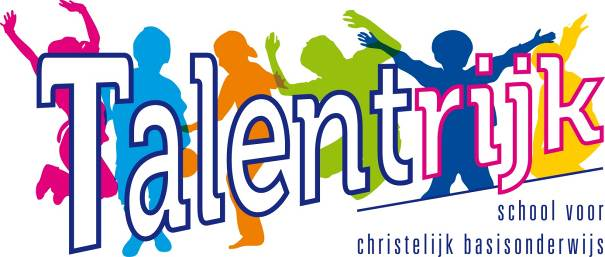 Talentrijk
school voor
christelijk basisonderwijs